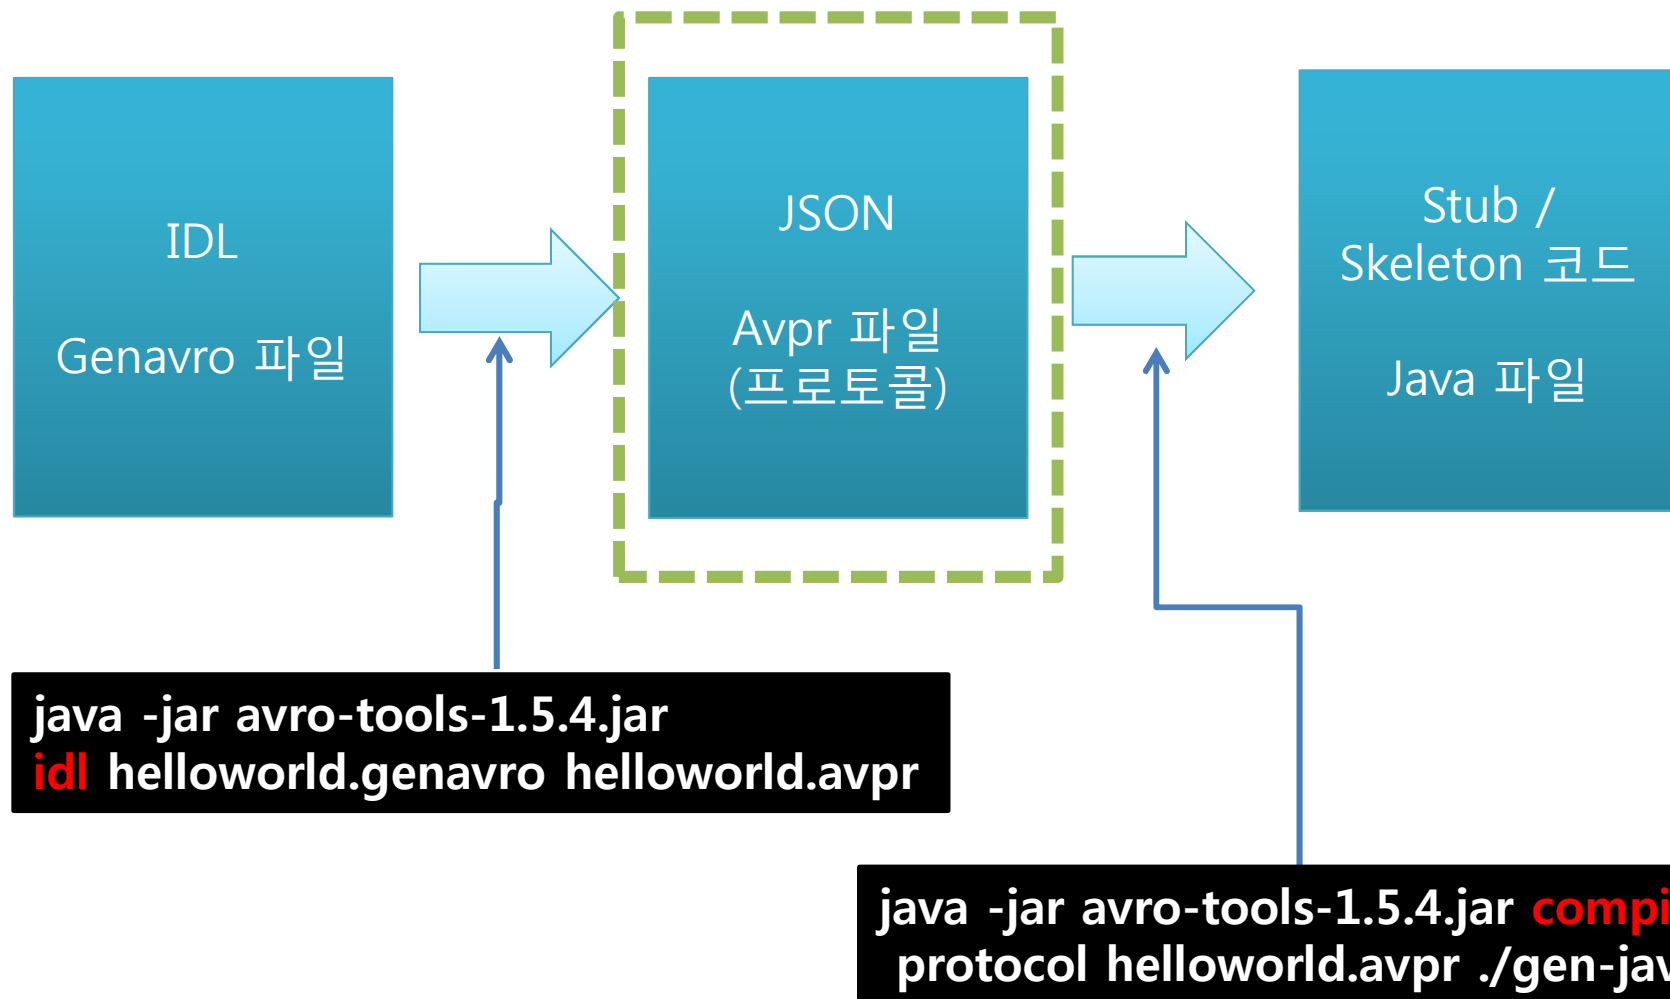 IDL
Genavro 파일
JSON
Avpr 파일
(프로토콜)
Stub /
Skeleton 코드
Java 파일
java -jar avro-tools-1.5.4.jar
idl helloworld.genavro helloworld.avpr
java -jar avro-tools-1.5.4.jar
protocol helloworld.avpr